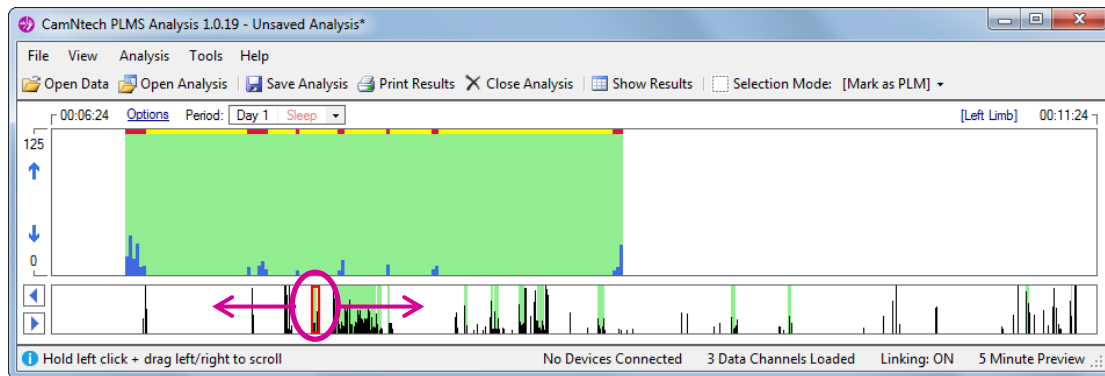 CamNtech PLMS Analysis 1.0.19 - Unsaved Analysis*
File View Analysis Tools Help
Open Data Open Analysis Save Analysis Print Results Close Analysis Show Results Selection Mode: [Mark as PLM]
00:06:24 Options Period: Day 1 Sleep [Left Limb] 00:11:24
125
0
Hold left click + drag left/right to scroll No Devices Connected 3 Data Channels Loaded Linking: ON 5 Minute Preview